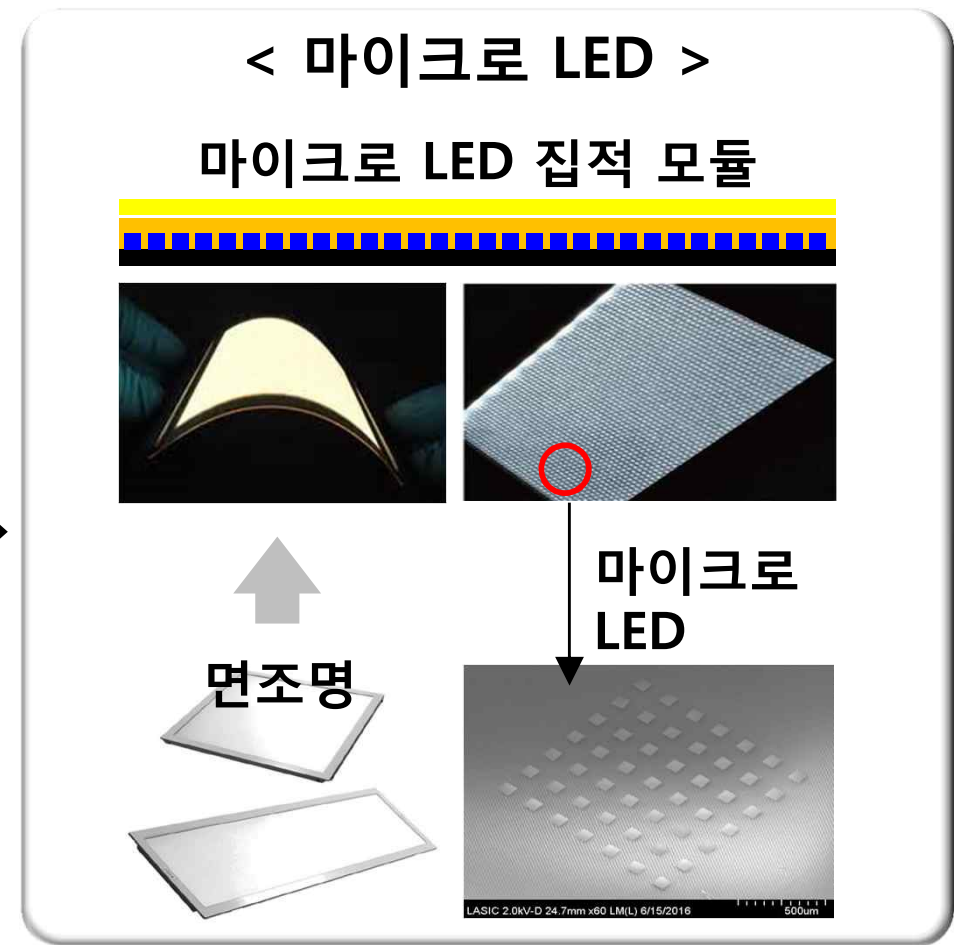 < 마이크로 LED >
마이크로 LED 집적 모듈
마이크로
LED
면조명
LASIC 2.0kV-D 24.7mm x60 LM(L) 6/15/2016
500um